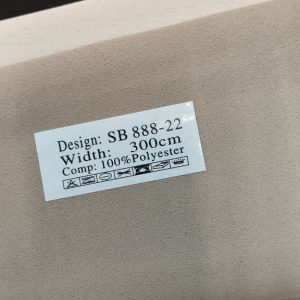 Design: SB 888-22
Width: 300cm
Comp: 100%Polyester